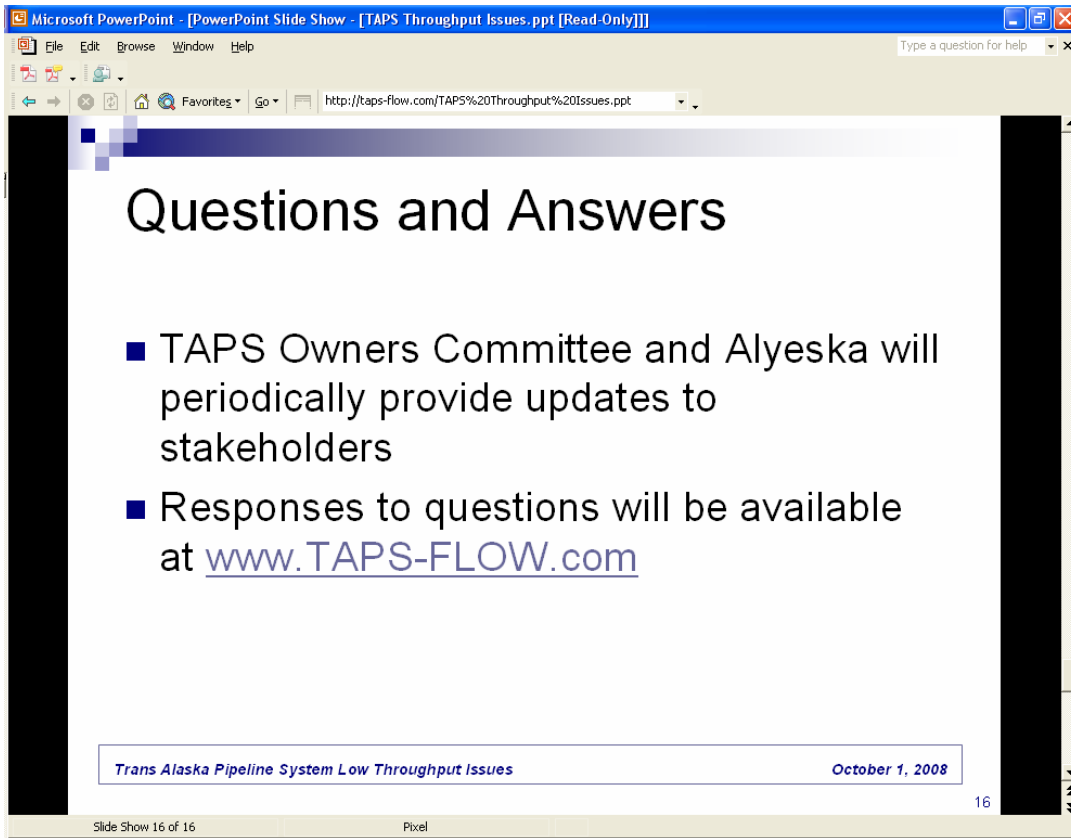 Microsoft PowerPoint - [PowerPoint Slide Show - [TAPS Throughput Issues.ppt [Read-Only]]]
File Edit Browse Window Help Type a question for help
Favorites Go http://taps-flow.com/TAPS%20Throughput%20Issues.ppt
Questions and Answers
TAPS Owners Committee and Alyeska will
periodically provide updates to
stakeholders
Responses to questions will be available
at www.TAPS-FLOW.com
Trans Alaska Pipeline System Low Throughput Issues October 1, 2008
16
Slide Show 16 of 16 Pixel